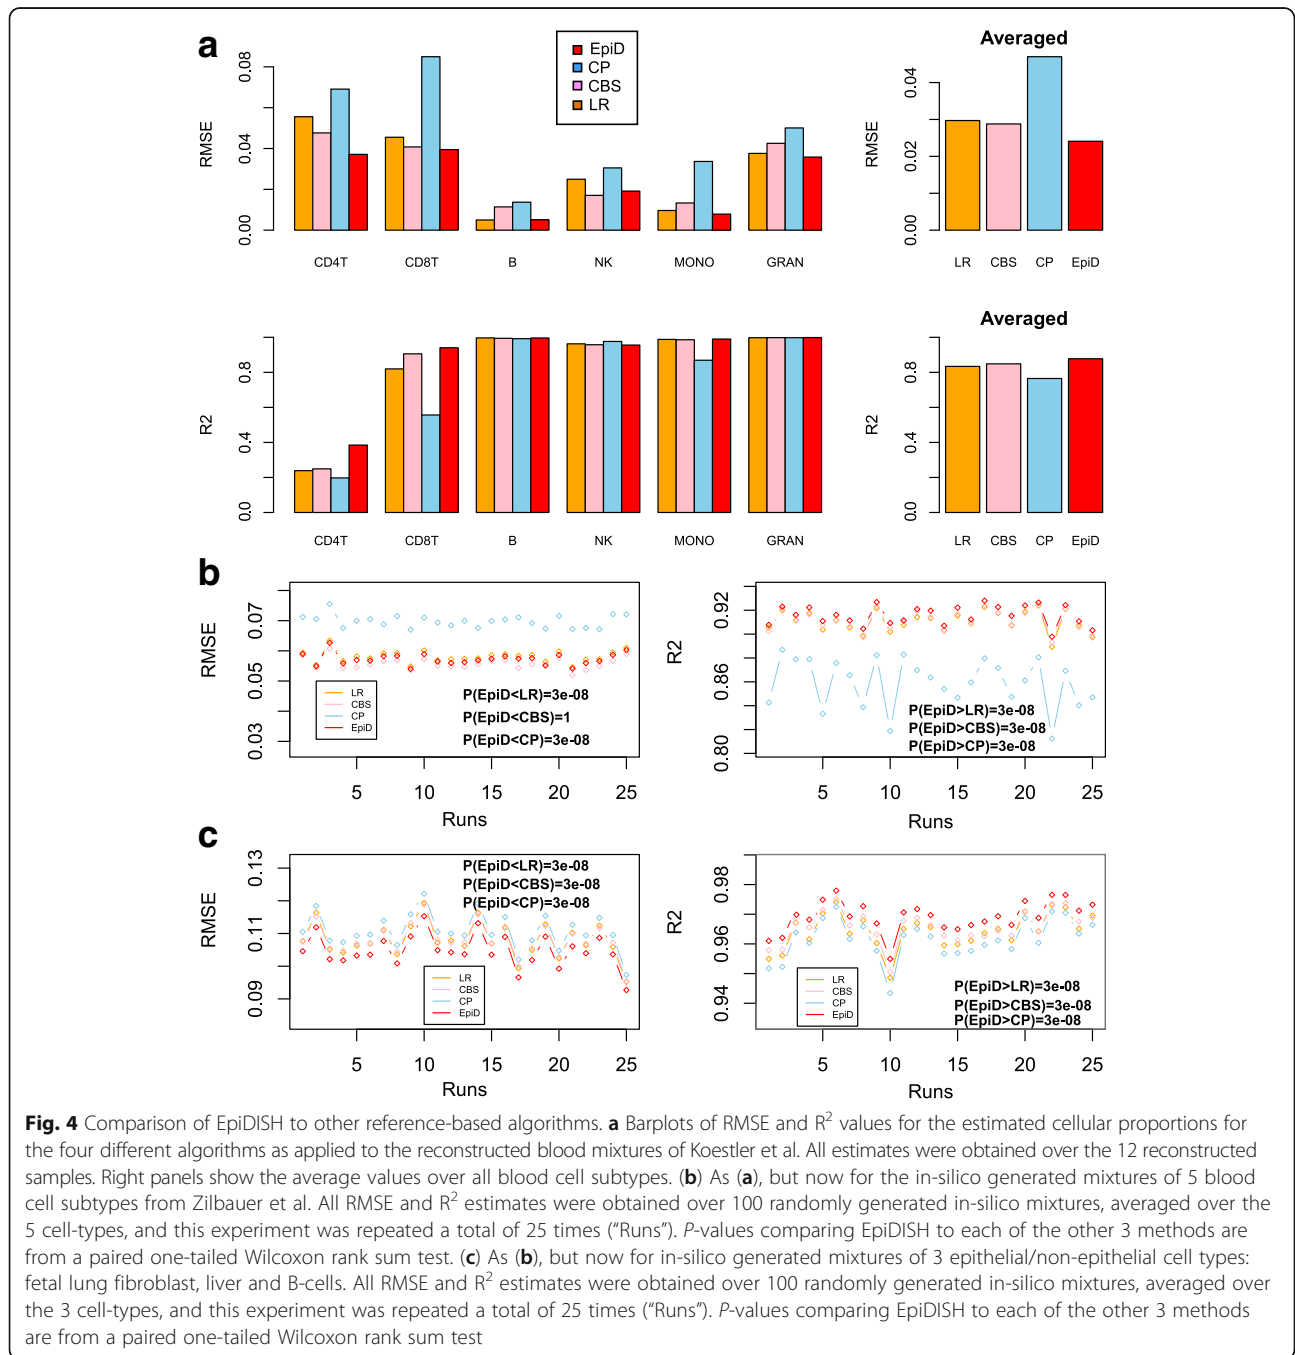 a
0.08
0.04
0.00
RMSE
EpiD
CP
CBS
LR
CD4T CD8T B NK MONO GRAN
Averaged
0.04
0.02
0.00
RMSE
LR CBS CP EpiD
0.8
0.4
0.0
R2
CD4T CD8T B NK MONO GRAN
Averaged
0.8
0.4
0.0
R2
LR CBS CP EpiD
b
0.07
0.05
0.03
RMSE
LR
CBS
CP
EpiD
P(EpiD<LR)=3e-08
P(EpiD<CBS)=1
P(EpiD<CP)=3e-08
5 10 15 20 25
Runs
0.92
0.86
0.80
R2
P(EpiD>LR)=3e-08
P(EpiD>CBS)=3e-08
P(EpiD>CP)=3e-08
5 10 15 20 25
Runs
c
0.13
0.11
0.09
RMSE
P(EpiD<LR)=3e-08
P(EpiD<CBS)=3e-08
P(EpiD<CP)=3e-08
LR
CBS
CP
EpiD
5 10 15 20 25
Runs
0.98
0.96
0.94
R2
LR
CBS
CP
EpiD
P(EpiD>LR)=3e-08
P(EpiD>CBS)=3e-08
P(EpiD>CP)=3e-08
5 10 15 20 25
Runs
Fig. 4 Comparison of EpiDISH to other reference-based algorithms. a Barplots of RMSE and R² values for the estimated cellular proportions for
the four different algorithms as applied to the reconstructed blood mixtures of Koestler et al. All estimates were obtained over the 12 reconstructed
samples. Right panels show the average values over all blood cell subtypes. (b) As (a), but now for the in-silico generated mixtures of 5 blood
cell subtypes from Zilbauer et al. All RMSE and R² estimates were obtained over 100 randomly generated in-silico mixtures, averaged over the
5 cell-types, and this experiment was repeated a total of 25 times (“Runs”). P-values comparing EpiDISH to each of the other 3 methods are
from a paired one-tailed Wilcoxon rank sum test. (c) As (b), but now for in-silico generated mixtures of 3 epithelial/non-epithelial cell types:
fetal lung fibroblast, liver and B-cells. All RMSE and R² estimates were obtained over 100 randomly generated in-silico mixtures, averaged over
the 3 cell-types, and this experiment was repeated a total of 25 times (“Runs”). P-values comparing EpiDISH to each of the other 3 methods
are from a paired one-tailed Wilcoxon rank sum test